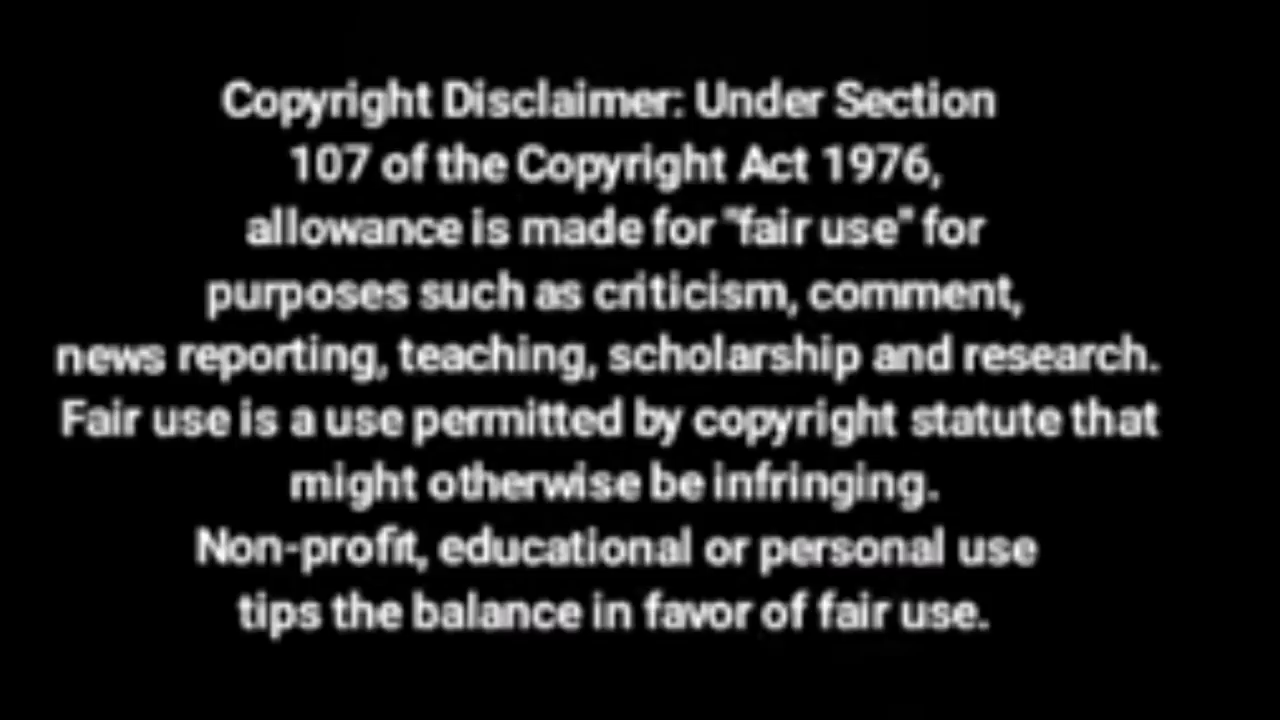 Copyright Disclaimer: Under Section
107 of the Copyright Act 1976,
allowance is made for "fair use" for
purposes such as criticism, comment,
news reporting, teaching, scholarship and research.
Fair use is a use permitted by copyright statute that
might otherwise be infringing.
Non-profit, educational or personal use
tips the balance in favor of fair use.